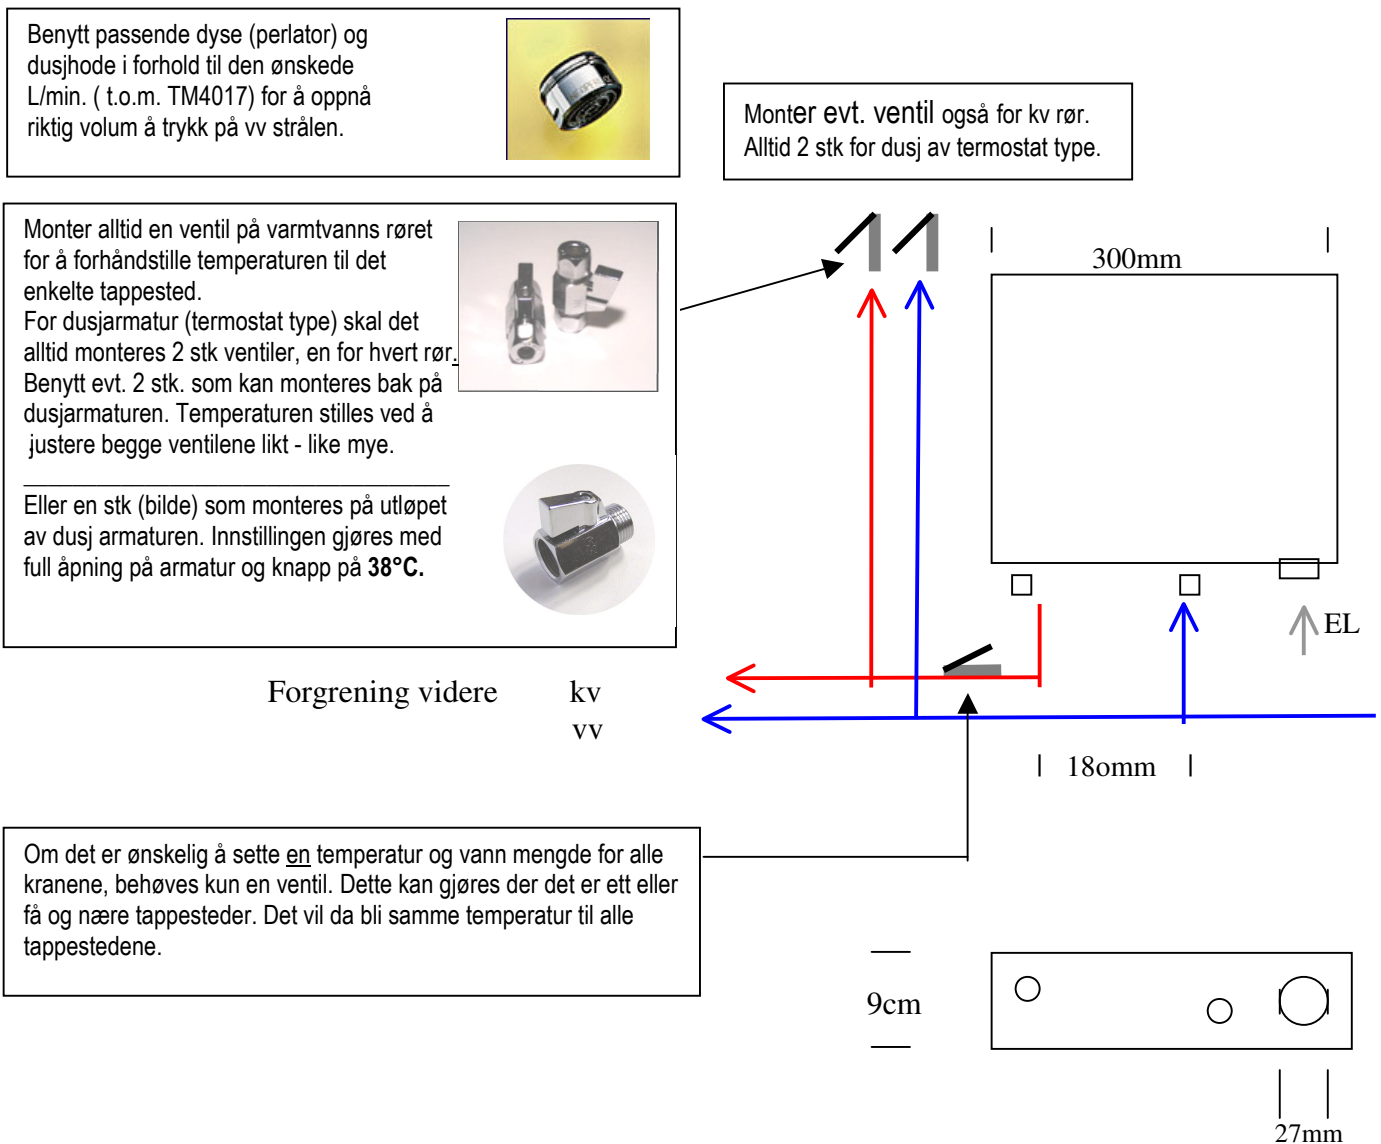 Benytt passende dyse (perlator) og
dusjhode i forhold til den ønskede
L/min. ( t.o.m. TM4017) for å oppnå
riktig volum å trykk på vv strålen.
Monter evt. ventil også for kv rør.
Alltid 2 stk for dusj av termostat type.
Monter alltid en ventil på varmtvanns røret
for å forhåndstille temperaturen til det
enkelte tappested.
For dusjarmatur (termostat type) skal det
alltid monteres 2 stk ventiler, en for hvert rør.
Benytt evt. 2 stk. som kan monteres bak på
dusjarmaturen. Temperaturen stilles ved å
justere begge ventilene likt - like mye.
Eller en stk (bilde) som monteres på utløpet
av dusj armaturen. Innstillingen gjøres med
full åpning på armatur og knapp på 38°C.
300mm
EL
Forgrening videre kv
vv
18omm
Om det er ønskelig å sette en temperatur og vann mengde for alle
kranene, behøves kun en ventil. Dette kan gjøres der det er ett eller
få og nære tappesteder. Det vil da bli samme temperatur til alle
tappestedene.
9cm
27mm